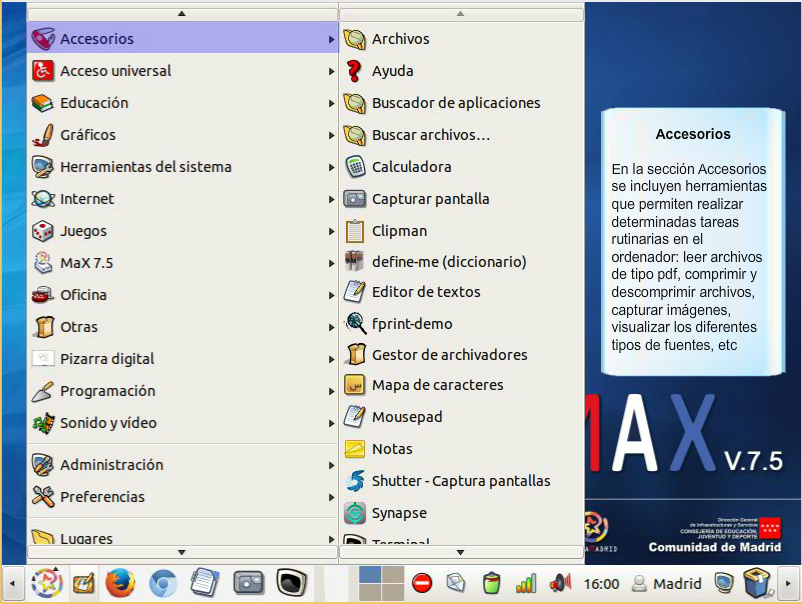 Accesorios
Acceso universal
Educación
Gráficos
Herramientas del sistema
Internet
Juegos
MaX 7.5
Oficina
Otras
Pizarra digital
Programación
Sonido y vídeo
Administración
Preferencias
Lugares
Archivos
Ayuda
Buscador de aplicaciones
Buscar archivos...
Calculadora
Capturar pantalla
Clipman
define-me (diccionario)
Editor de textos
fprint-demo
Gestor de archivadores
Mapa de caracteres
Mousepad
Notas
Shutter - Captura pantallas
Synapse
Terminal
Accesorios
En la sección Accesorios
se incluyen herramientas
que permiten realizar
determinadas tareas
rutinarias en el
ordenador: leer archivos
de tipo pdf, comprimir y
descomprimir archivos,
capturar imágenes,
visualizar los diferentes
tipos de fuentes, etc
MAX V.7.5
Dirección General
de Infraestructuras y Servicios
CONSEJERÍA DE EDUCACIÓN,
JUVENTUD Y DEPORTE
Comunidad de Madrid
16:00 Madrid